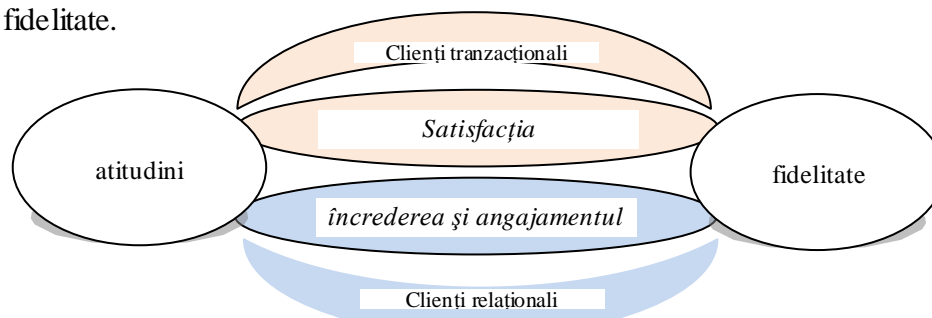 fidelitate.
Clienți tranzacționali
Satisfacția
atitudini
fidelitate
încrederea şi angajamentul
Clienți relaționali